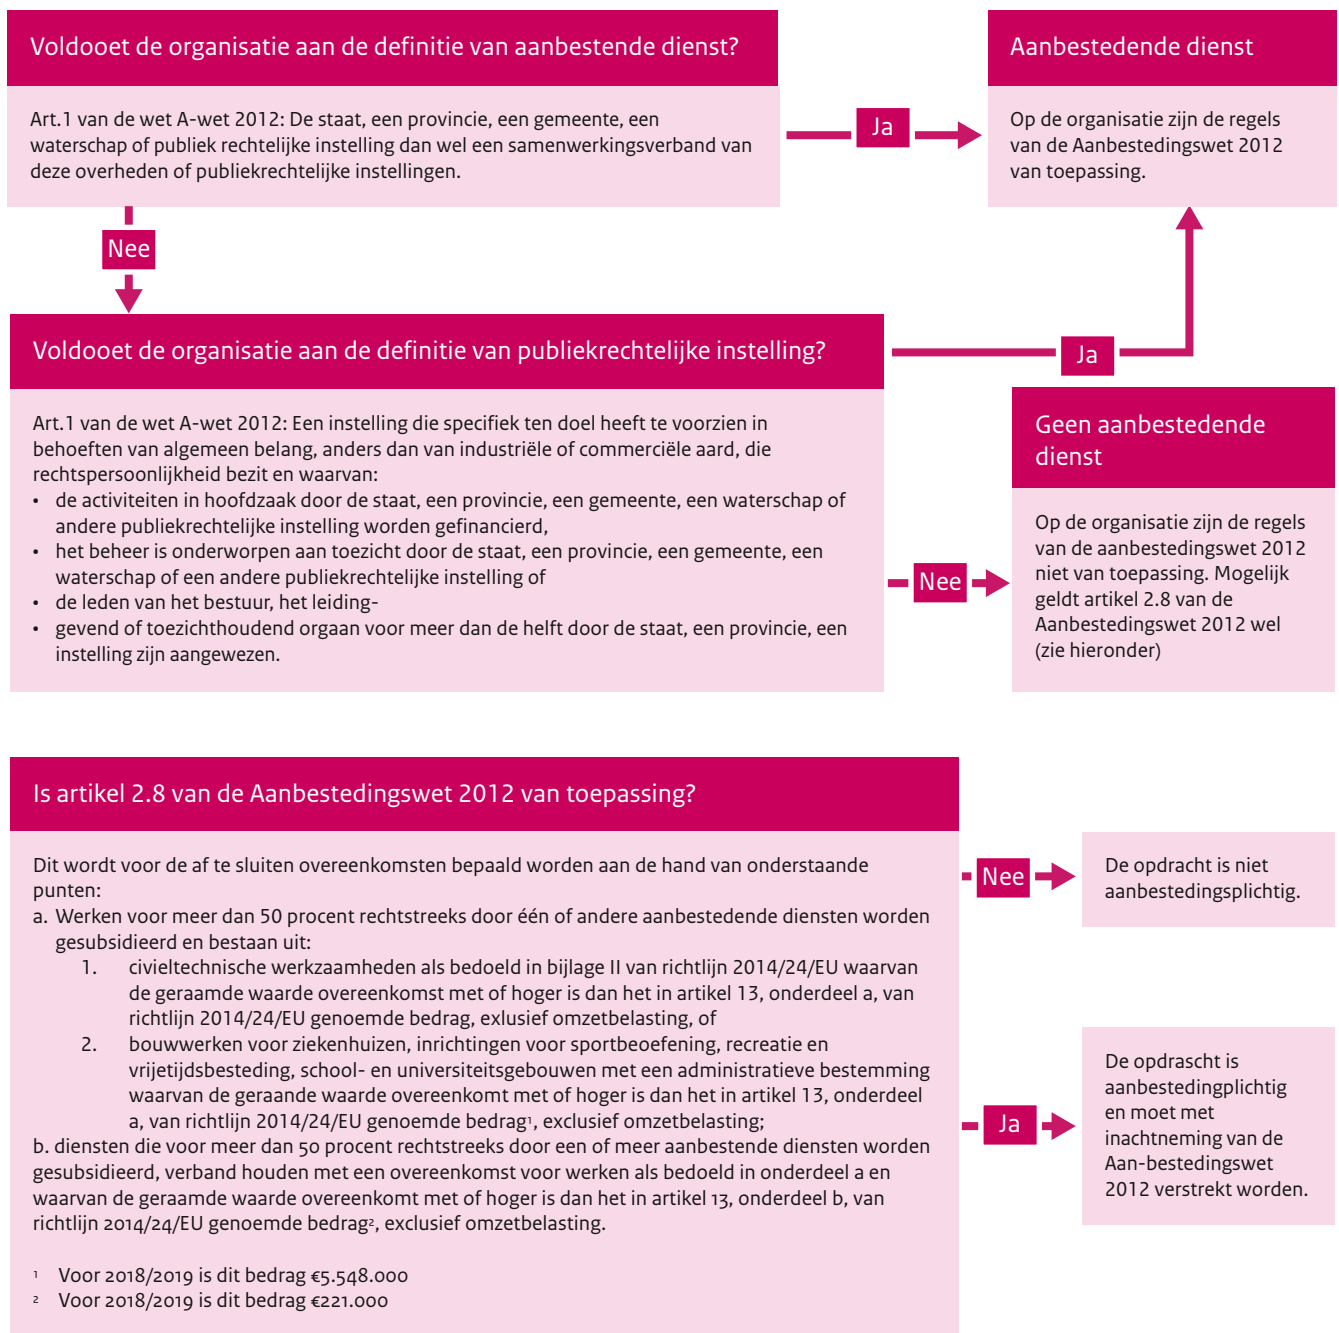 Voldooet de organisatie aan de definitie van aanbestende dienst?
Art.1 van de wet A-wet 2012: De staat, een provincie, een gemeente, een
waterschap of publiek rechtelijke instelling dan wel een samenwerkingsverband van
deze overheden of publiekrechtelijke instellingen.
Ja
Aanbestedende dienst
Op de organisatie zijn de regels
van de Aanbestedingswet 2012
van toepassing.
Nee
Voldooet de organisatie aan de definitie van publiekrechtelijke instelling?
Art.1 van de wet A-wet 2012: Een instelling die specifiek ten doel heeft te voorzien in
behoeften van algemeen belang, anders dan van industriële of commerciële aard, die
rechtspersoonlijkheid bezit en waarvan:
• de activiteiten in hoofdzaak door de staat, een provincie, een gemeente, een waterschap of
andere publiekrechtelijke instelling worden gefinancierd,
• het beheer is onderworpen aan toezicht door de staat, een provincie, een gemeente, een
waterschap of een andere publiekrechtelijke instelling of
• de leden van het bestuur, het leiding-
• gevend of toezichthoudend orgaan voor meer dan de helft door de staat, een provincie, een
instelling zijn aangewezen.
Ja
Nee
Geen aanbestedende
dienst
Op de organisatie zijn de regels
van de aanbestedingswet 2012
niet van toepassing. Mogelijk
geldt artikel 2.8 van de
Aanbestedingswet 2012 wel
(zie hieronder)
Is artikel 2.8 van de Aanbestedingswet 2012 van toepassing?
Dit wordt voor de af te sluiten overeenkomsten bepaald worden aan de hand van onderstaande
punten:
a. Werken voor meer dan 50 procent rechtstreeks door één of andere aanbestedende diensten worden
gesubsidieerd en bestaan uit:
1. civieltechnische werkzaamheden als bedoeld in bijlage II van richtlijn 2014/24/EU waarvan
de geraamde waarde overeenkomst met of hoger is dan het in artikel 13, onderdeel a, van
richtlijn 2014/24/EU genoemde bedrag, exlusief omzetbelasting, of
2. bouwwerken voor ziekenhuizen, inrichtingen voor sportbeoefening, recreatie en
vrijetijdsbesteding, school- en universiteitsgebouwen met een administratieve bestemming
waarvan de geraande waarde overeenkomt met of hoger is dan het in artikel 13, onderdeel
a, van richtlijn 2014/24/EU genoemde bedrag¹, exclusief omzetbelasting;
b. diensten die voor meer dan 50 procent rechtstreeks door een of meer aanbestende diensten worden
gesubsidieerd, verband houden met een overeenkomst voor werken als bedoeld in onderdeel a en
waarvan de geraamde waarde overeenkomt met of hoger is dan het in artikel 13, onderdeel b, van
richtlijn 2014/24/EU genoemde bedrag², exclusief omzetbelasting.
¹ Voor 2018/2019 is dit bedrag €5.548.000
² Voor 2018/2019 is dit bedrag €221.000
Nee
De opdracht is niet
aanbestedingsplichtig.
Ja
De opdrascht is
aanbestedingplichtig
en moet met
inachtneming van de
Aan-bestedingswet
2012 verstrekt worden.